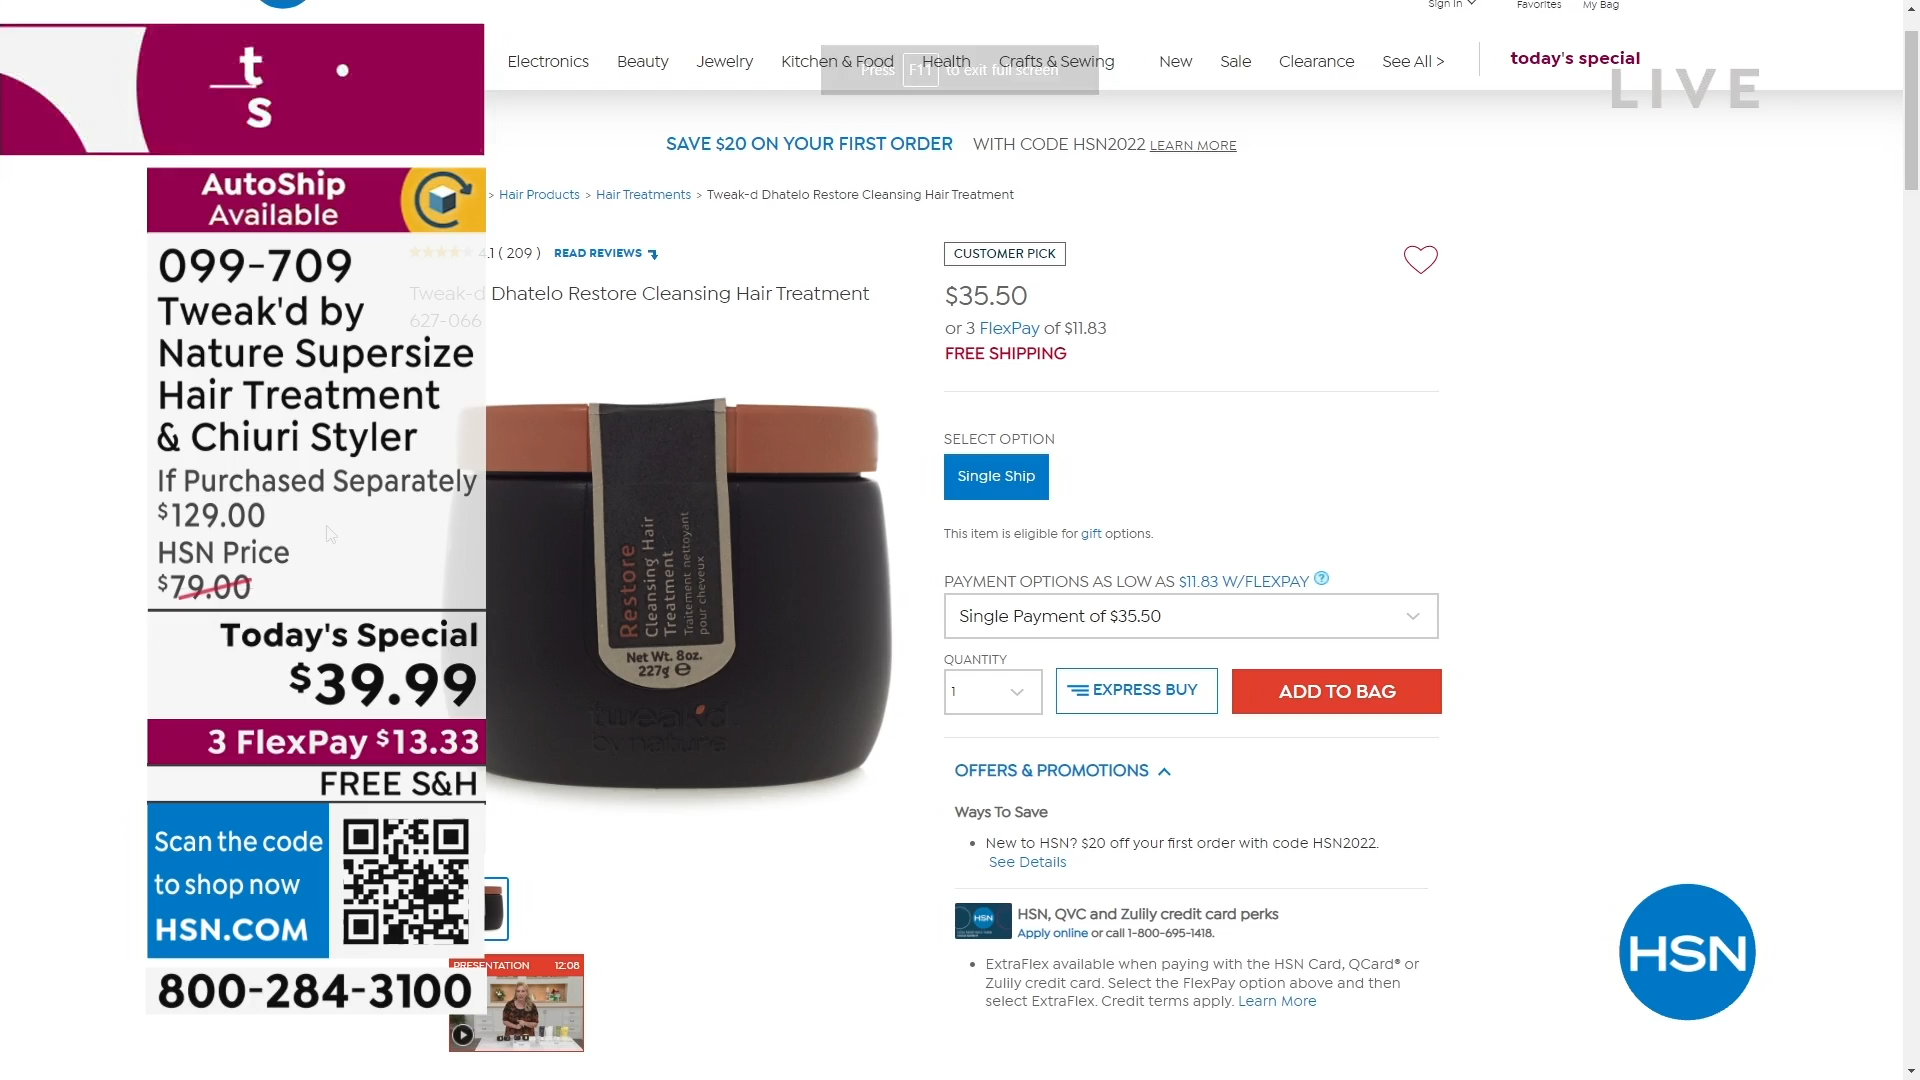 Sign In
Favorites
My Bag
t
s
Electronics
Beauty
Jewelry
Kitchen & Food
Health
Crafts & Sewing
New
Sale
Clearance
See All >
today's special
Press F11 to exit full screen
LIVE
SAVE $20 ON YOUR FIRST ORDER WITH CODE HSN2022 LEARN MORE
> Hair Products > Hair Treatments > Tweak-d Dhatelo Restore Cleansing Hair Treatment
AutoShip
Available
099-709
Tweak'd by
Nature Supersize
Hair Treatment
& Chiuri Styler
If Purchased Separately
$129.00
HSN Price
$79.00
Today's Special
$39.99
3 FlexPay $13.33
FREE S&H
Scan the code
to shop now
HSN.COM
800-284-3100
4.1 ( 209 ) READ REVIEWS
Tweak-d Dhatelo Restore Cleansing Hair Treatment
627-066
Restore
Cleansing Hair
Treatment
Traitement nettoyant
pour cheveux
Net Wt. 8oz.
227g e
tweak'd
by nature
PRESENTATION 12:08
CUSTOMER PICK
$35.50
or 3 FlexPay of $11.83
FREE SHIPPING
SELECT OPTION
Single Ship
This item is eligible for gift options.
PAYMENT OPTIONS AS LOW AS $11.83 W/FLEXPAY ?
Single Payment of $35.50
QUANTITY
1
EXPRESS BUY
ADD TO BAG
OFFERS & PROMOTIONS
Ways To Save
• New to HSN? $20 off your first order with code HSN2022.
See Details
HSN
HSN, QVC and Zulily credit card perks
Apply online or call 1-800-695-1418.
• ExtraFlex available when paying with the HSN Card, QCard® or
Zulily credit card. Select the FlexPay option above and then
select ExtraFlex. Credit terms apply. Learn More
HSN